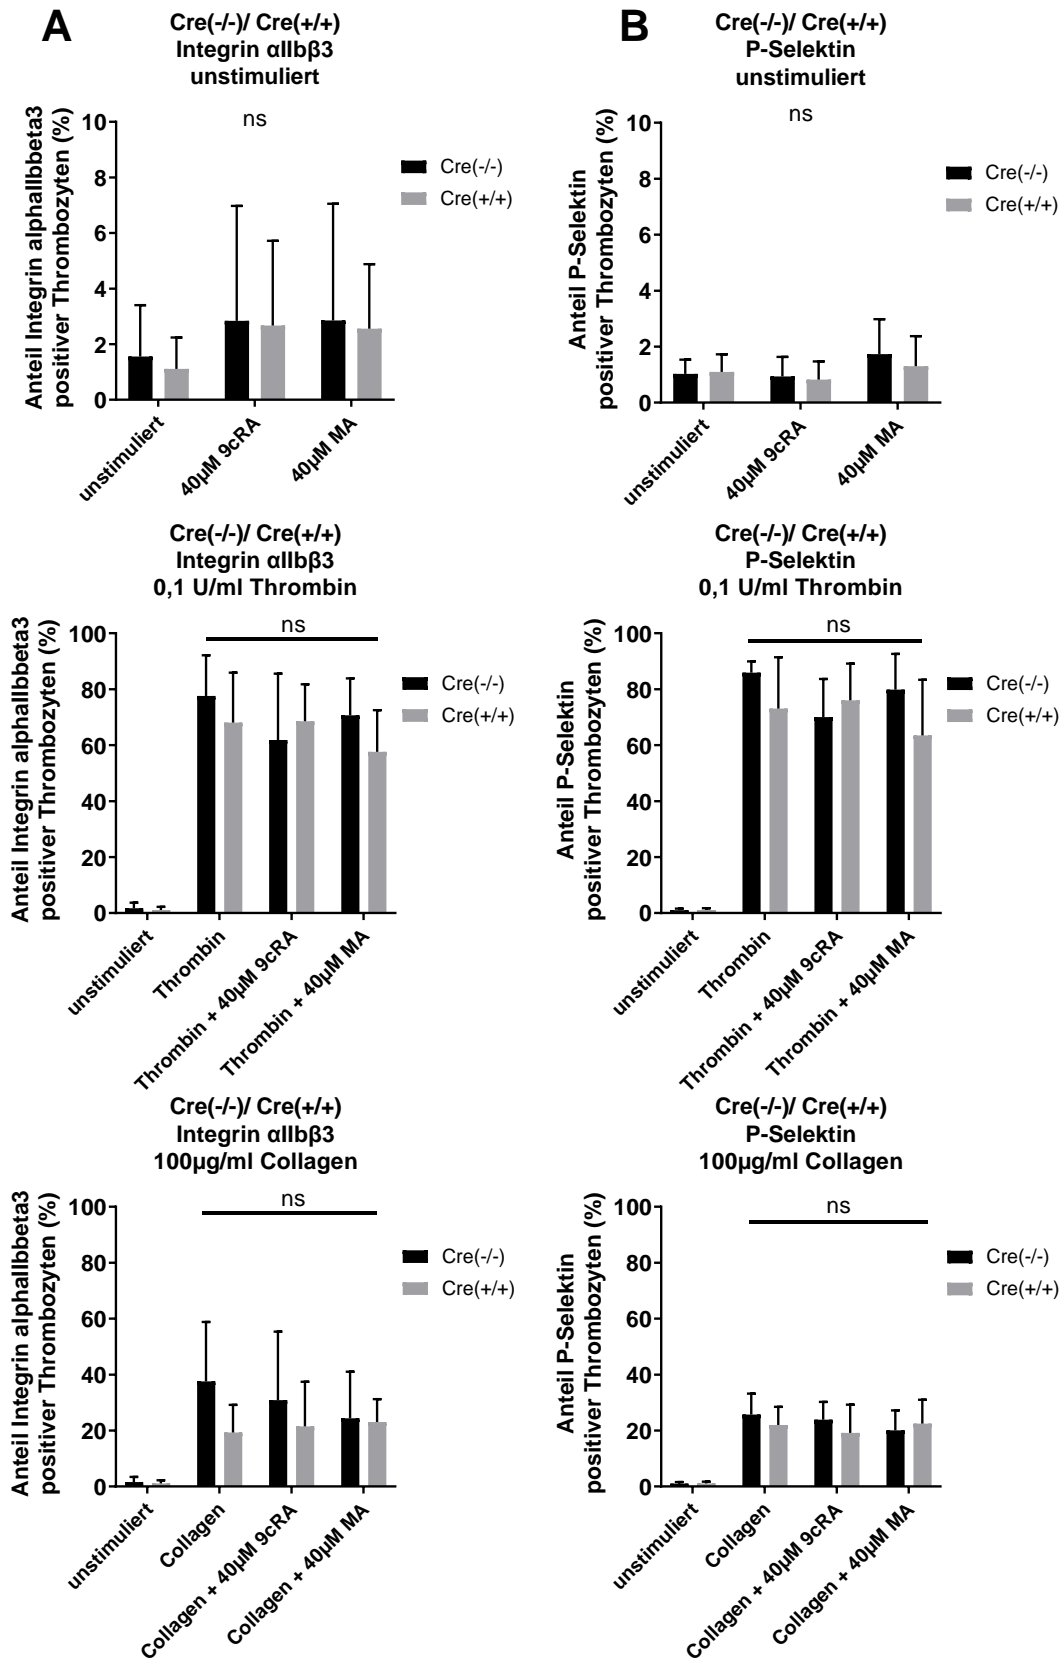 A
Cre(-/-)/ Cre(+/+)
Integrin αIIbβ3
unstimuliert
Anteil Integrin alphaIIbbeta3
positiver Thrombozyten (%)
ns
10
8
6
4
2
0
Cre(-/-)
Cre(+/+)
unstimuliert
40µM 9cRA
40µM MA
B
Cre(-/-)/ Cre(+/+)
P-Selektin
unstimuliert
Anteil P-Selektin
positiver Thrombozyten (%)
ns
10
8
6
4
2
0
Cre(-/-)
Cre(+/+)
unstimuliert
40µM 9cRA
40µM MA
Cre(-/-)/ Cre(+/+)
Integrin αIIbβ3
0,1 U/ml Thrombin
Anteil Integrin alphaIIbbeta3
positiver Thrombozyten (%)
ns
100
80
60
40
20
0
Cre(-/-)
Cre(+/+)
unstimuliert
Thrombin
Thrombin + 40µM 9cRA
Thrombin + 40µM MA
Cre(-/-)/ Cre(+/+)
P-Selektin
0,1 U/ml Thrombin
Anteil P-Selektin
positiver Thrombozyten (%)
ns
100
80
60
40
20
0
Cre(-/-)
Cre(+/+)
unstimuliert
Thrombin
Thrombin + 40µM 9cRA
Thrombin + 40µM MA
Cre(-/-)/ Cre(+/+)
Integrin αIIbβ3
100µg/ml Collagen
Anteil Integrin alphaIIbbeta3
positiver Thrombozyten (%)
ns
100
80
60
40
20
0
Cre(-/-)
Cre(+/+)
unstimuliert
Collagen
Collagen + 40µM 9cRA
Collagen + 40µM MA
Cre(-/-)/ Cre(+/+)
P-Selektin
100µg/ml Collagen
Anteil P-Selektin
positiver Thrombozyten (%)
ns
100
80
60
40
20
0
Cre(-/-)
Cre(+/+)
unstimuliert
Collagen
Collagen + 40µM 9cRA
Collagen + 40µM MA